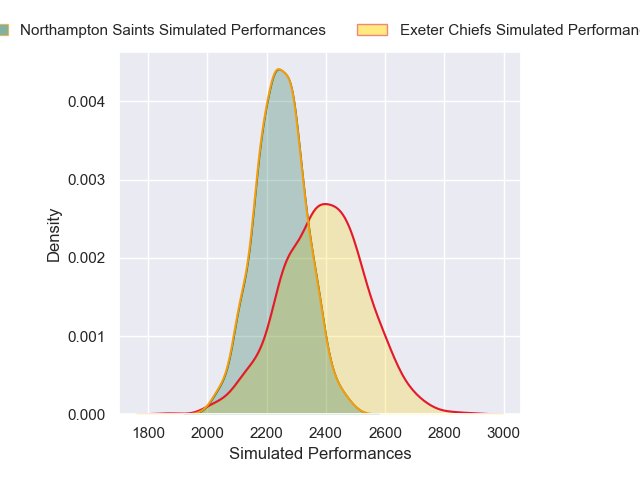 Northampton Saints Simulated Performances
Exeter Chiefs Simulated
0.004
0.003
0.002
0.001
0.000
Density
1800 2000 2200 2400 2600 2800 3000
Simulated Performances